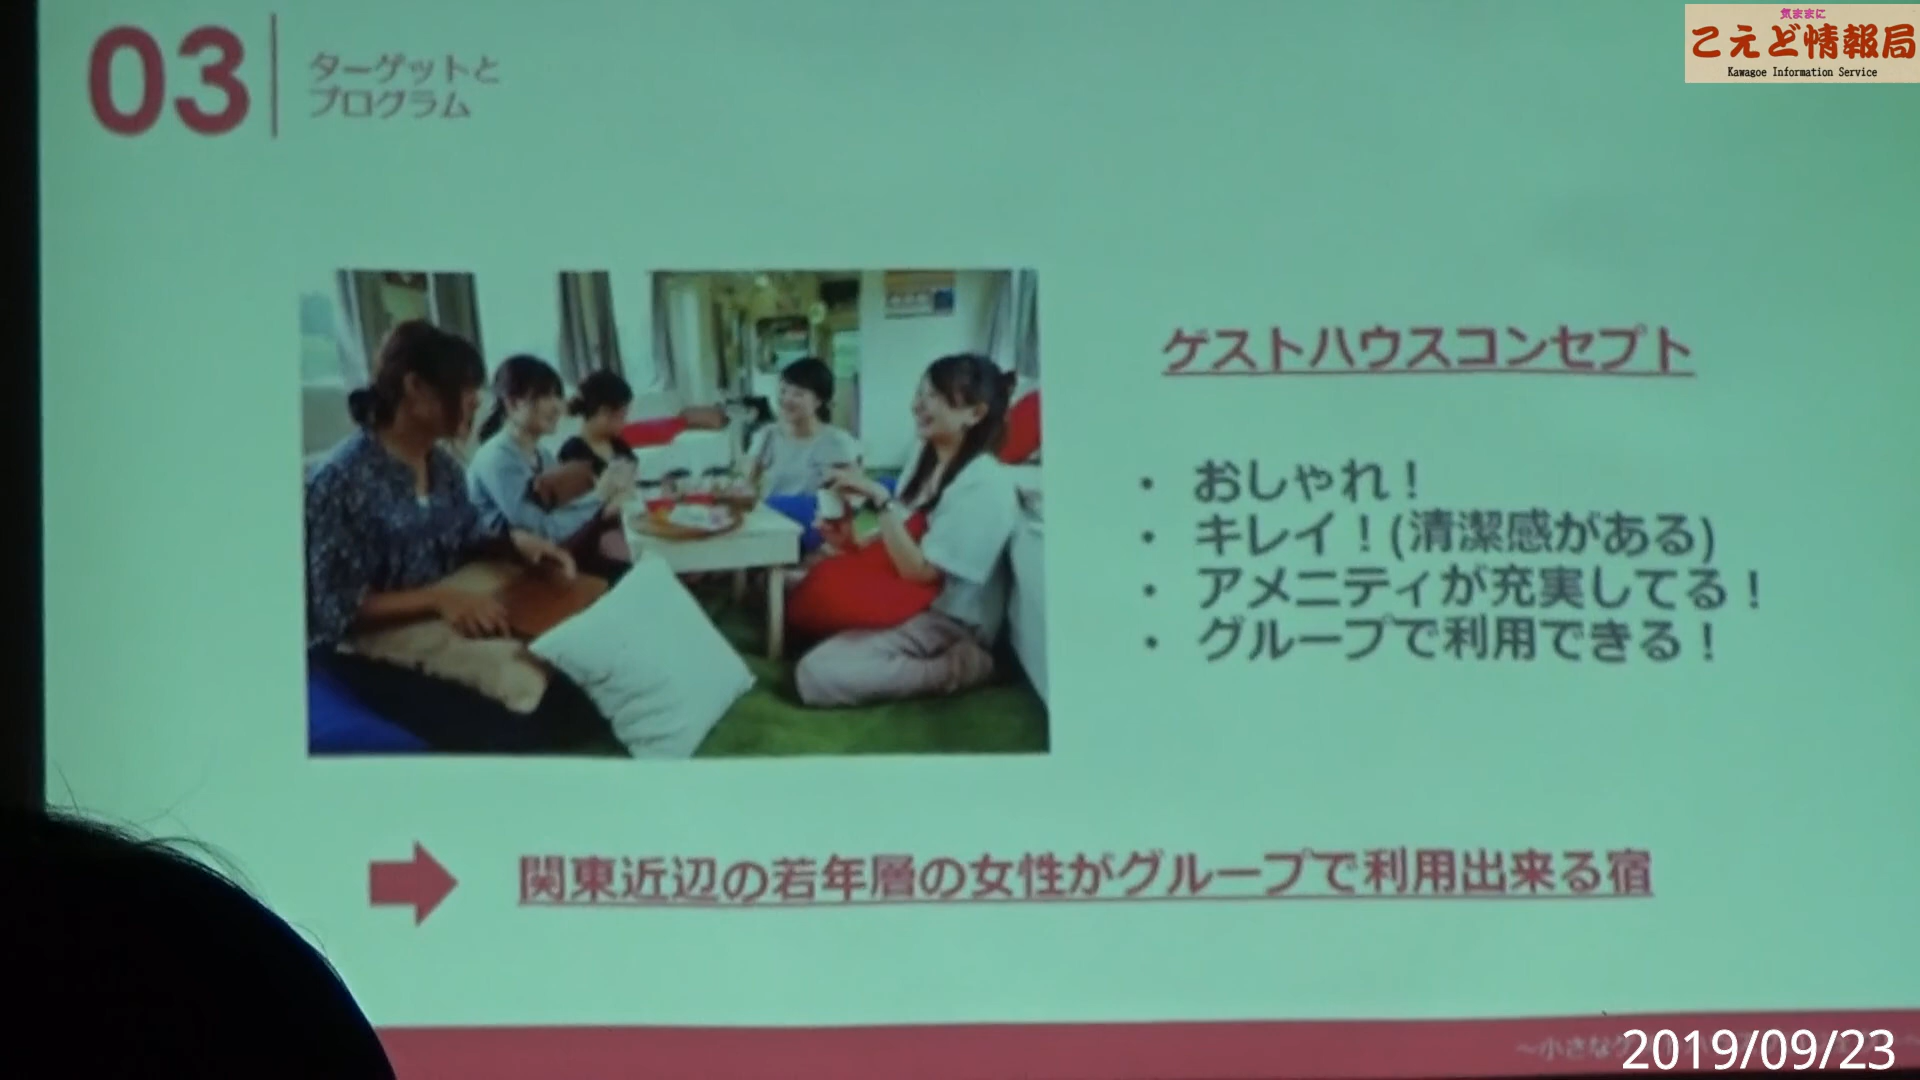 03
ターゲットと
プログラム
気ままに
こえど情報局
Kawagoe Information Service
ゲストハウスコンセプト
・ おしゃれ！
・ キレイ！(清潔感がある)
・ アメニティが充実してる！
・ グループで利用できる！
関東近辺の若年層の女性がグループで利用出来る宿
～小さな
2019/09/23